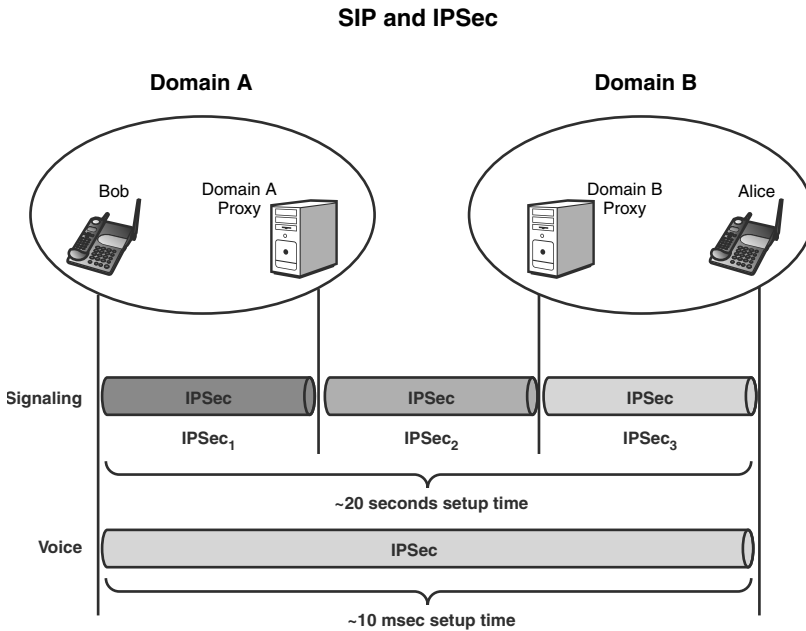 SIP and IPSec
Domain A
Domain B
Bob
Domain A
Proxy
Domain B
Proxy
Alice
Signaling
IPSec
IPSec
IPSec
IPSec1
IPSec2
IPSec3
~20 seconds setup time
Voice
IPSec
~10 msec setup time